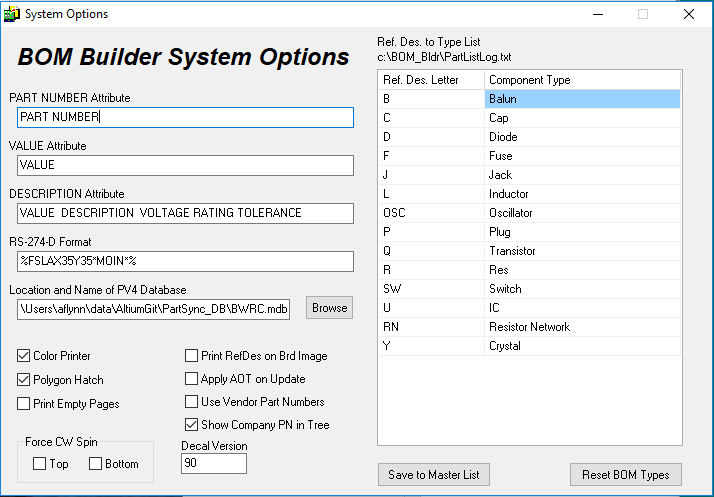 System Options
BOM Builder System Options
PART NUMBER Attribute
PART NUMBER
VALUE Attribute
VALUE
DESCRIPTION Attribute
VALUE  DESCRIPTION  VOLTAGE RATING TOLERANCE
RS-274-D Format
%FSLAX35Y35*MOIN*%
Location and Name of PV4 Database
\Users\aflynn\data\AltiumGit\PartSync_DB\BWRC.mdb
Browse
Color Printer
Polygon Hatch
Print Empty Pages
Print RefDes on Brd Image
Apply AOT on Update
Use Vendor Part Numbers
Show Company PN in Tree
Force CW Spin
Top
Bottom
Decal Version
90
Ref. Des. to Type List
c:\BOM_Bldr\PartListLog.txt
Ref. Des. Letter Component Type
B Balun
C Cap
D Diode
F Fuse
J Jack
L Inductor
OSC Oscillator
P Plug
Q Transistor
R Res
SW Switch
U IC
RN Resistor Network
Y Crystal
Save to Master List
Reset BOM Types